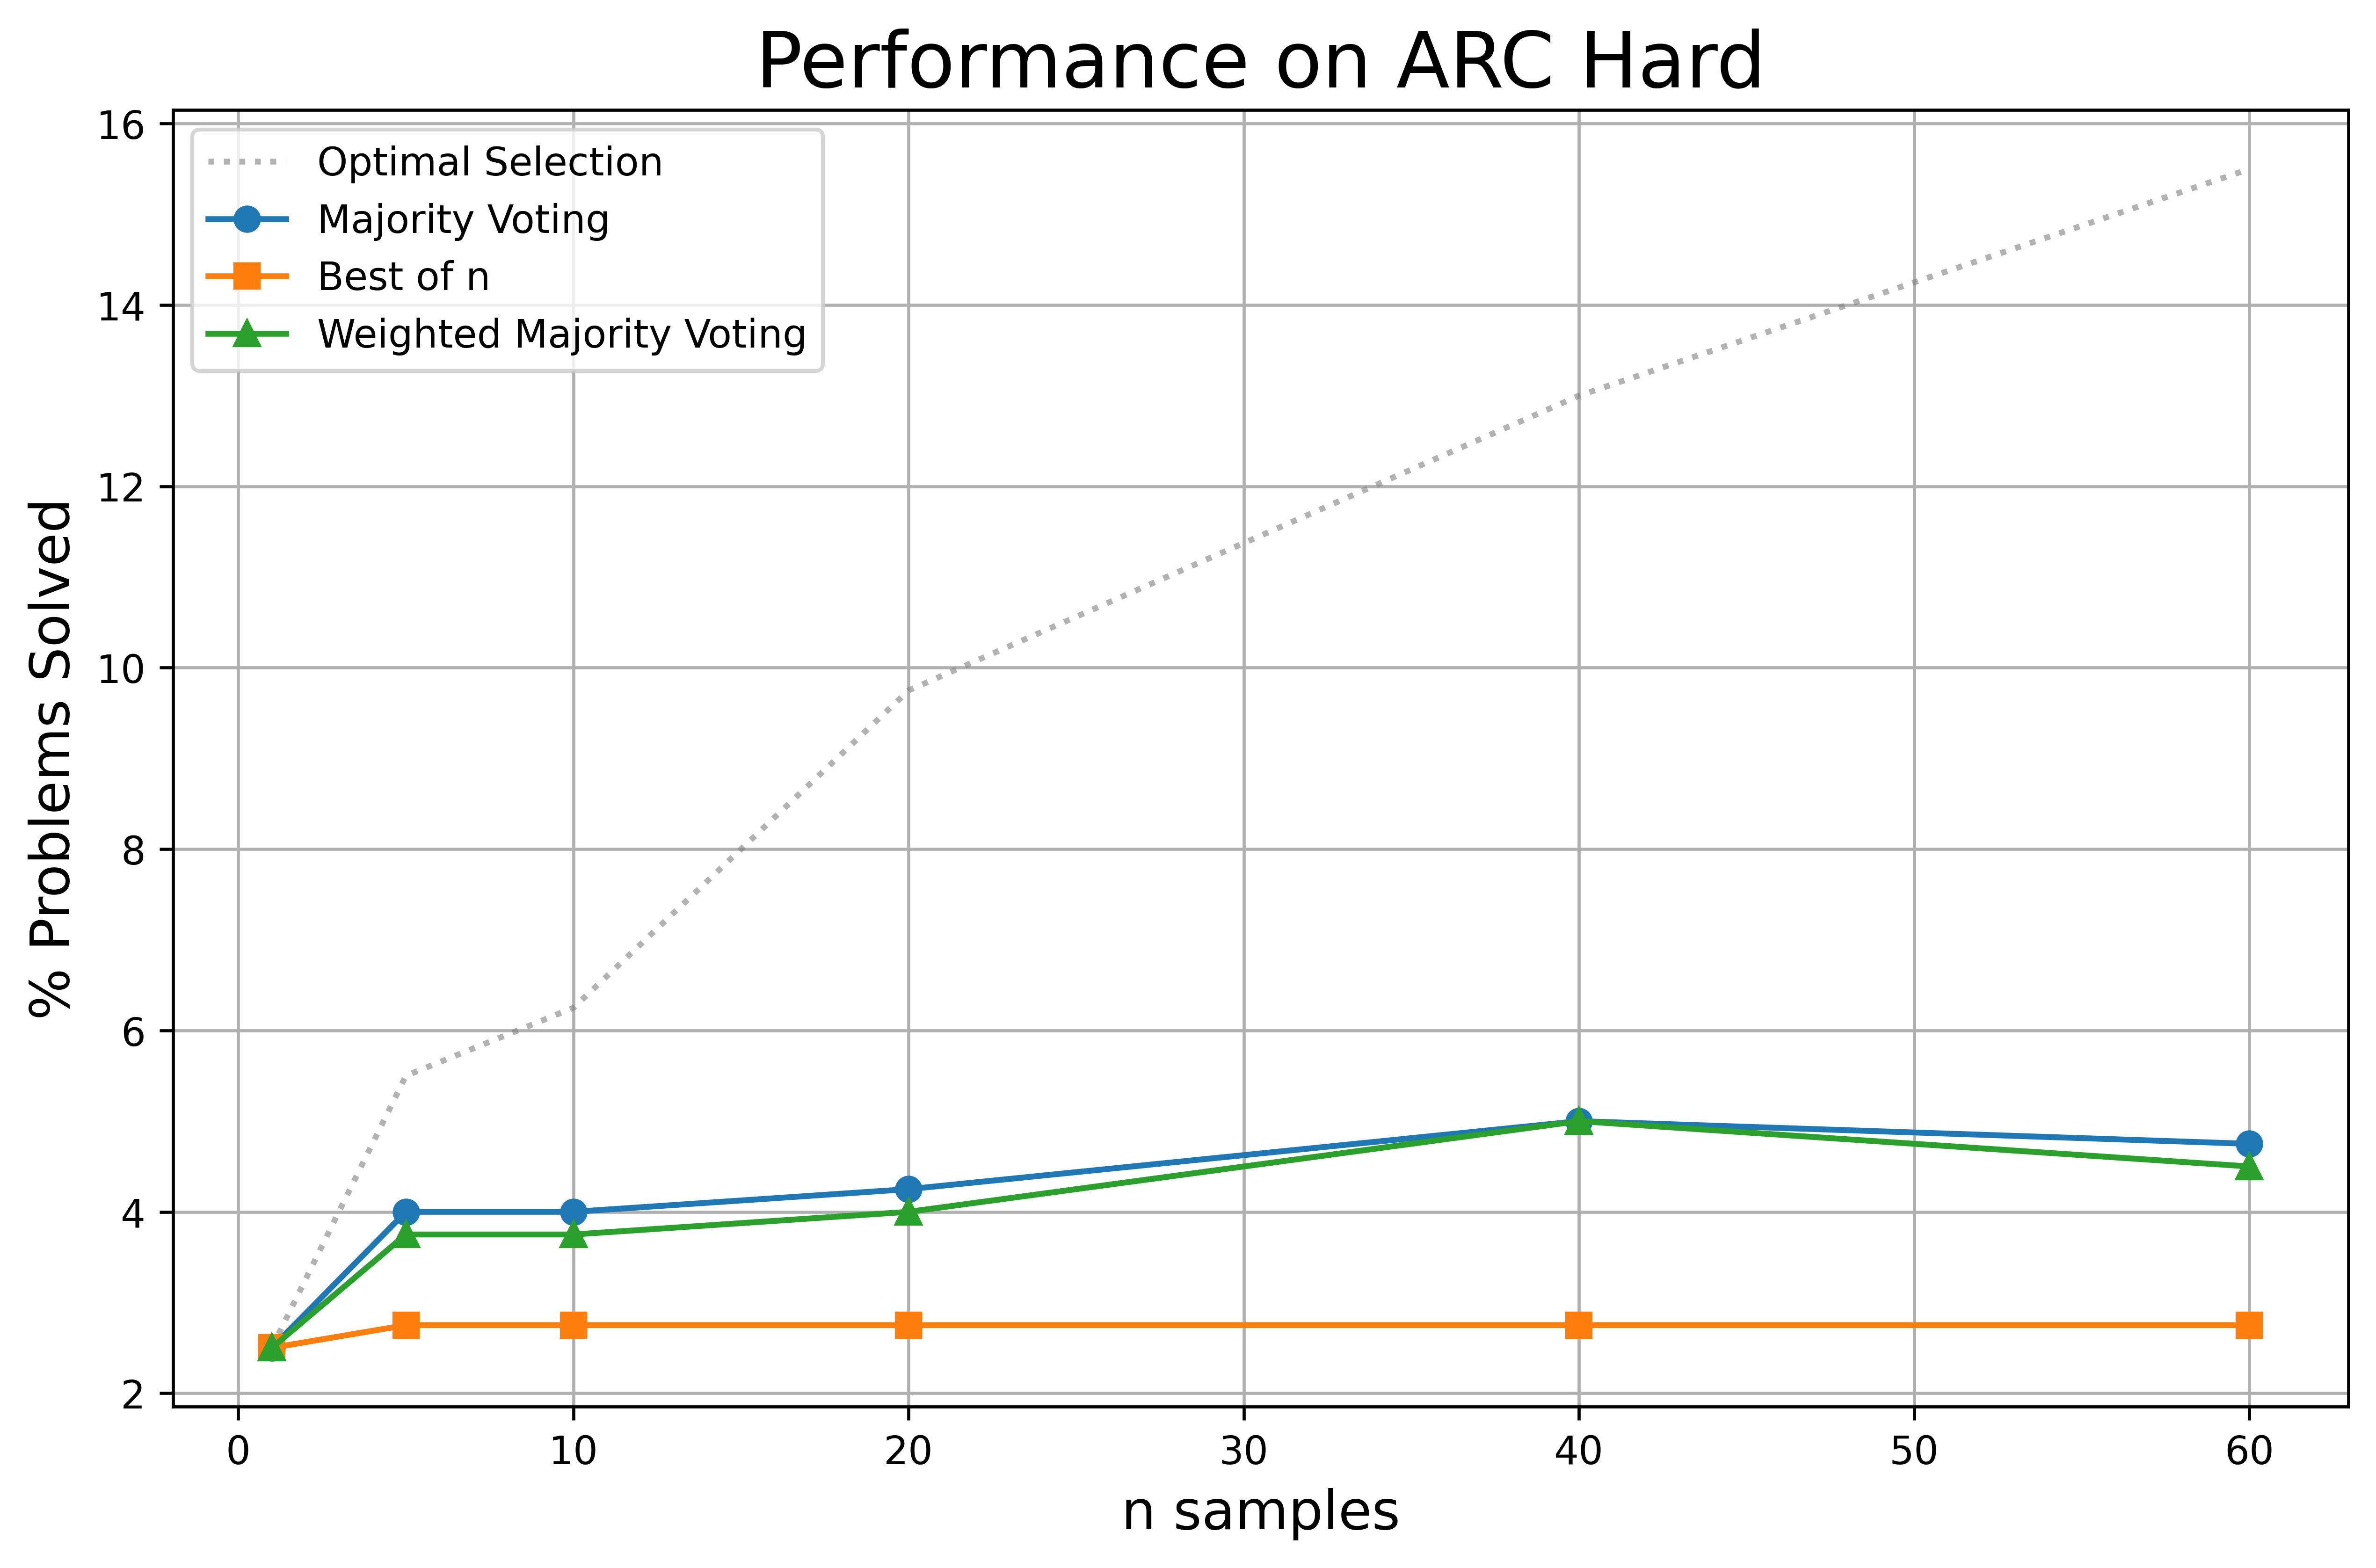 Performance on ARC Hard
Optimal Selection
Majority Voting
Best of n
Weighted Majority Voting
% Problems Solved
16
14
12
10
8
6
4
2
0 10 20 30 40 50 60
n samples